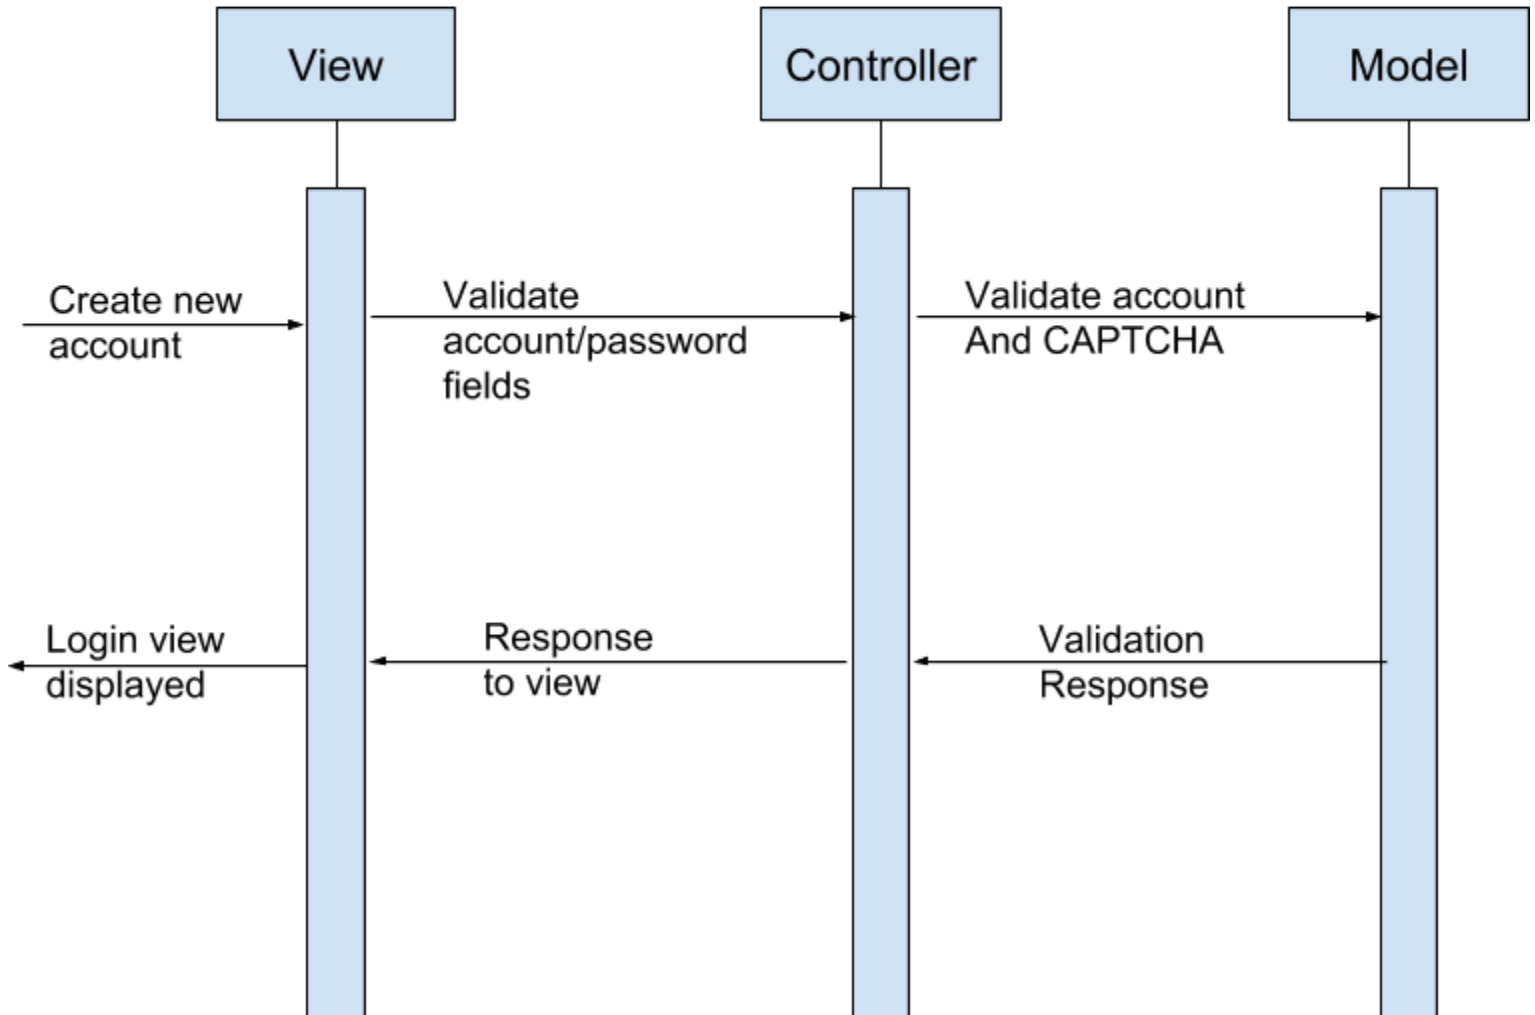 View
Controller
Model
Create new
account
Validate
account/password
fields
Validate account
And CAPTCHA
Login view
displayed
Response
to view
Validation
Response